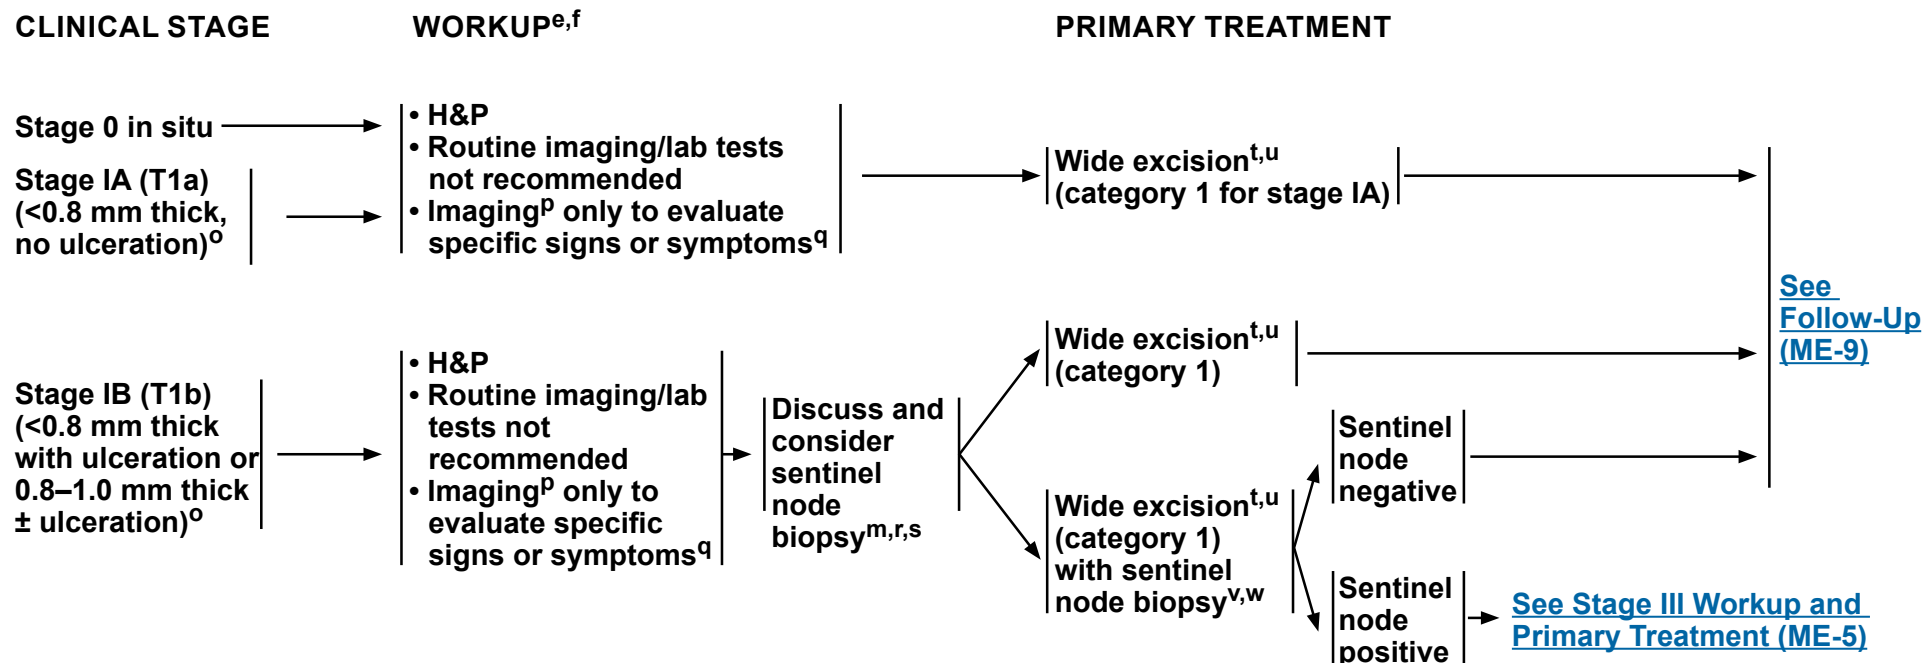 CLINICAL STAGE
WORKUPe,f
PRIMARY TREATMENT
Stage 0 in situ
Stage IA (T1a)
(<0.8 mm thick,
no ulceration)o
• H&P
• Routine imaging/lab tests
not recommended
• Imagingp only to evaluate
specific signs or symptomsq
Wide excisiont,u
(category 1 for stage IA)
See
Follow-Up
(ME-9)
Stage IB (T1b)
(<0.8 mm thick
with ulceration or
0.8–1.0 mm thick
± ulceration)o
• H&P
• Routine imaging/lab
tests not
recommended
• Imagingp only to
evaluate specific
signs or symptomsq
Discuss and
consider
sentinel
node
biopsym,r,s
Wide excisiont,u
(category 1)
Wide excisiont,u
(category 1)
with sentinel
node biopsyv,w
Sentinel
node
negative
Sentinel
node
positive
See Stage III Workup and
Primary Treatment (ME-5)